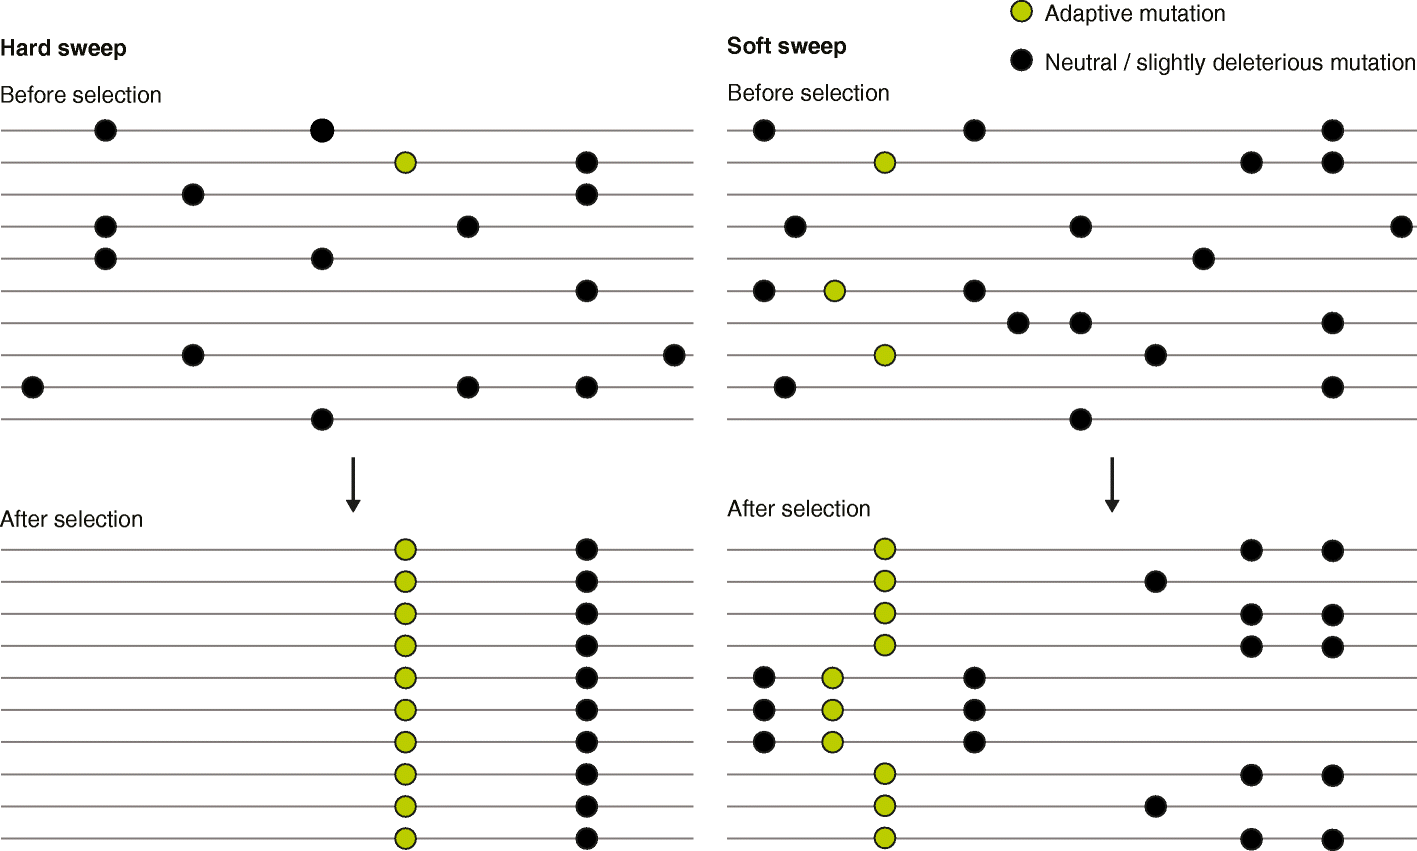 Adaptive mutation
Neutral / slightly deleterious mutation
Hard sweep
Before selection
After selection
Soft sweep
Before selection
After selection